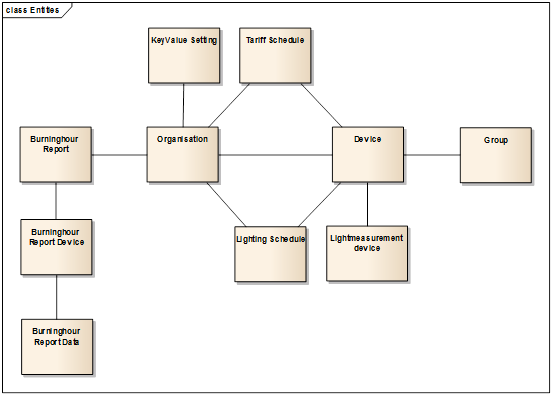 class Entites
KeyValue Setting
Tariff Schedule
Burninghour
Report
Organisation
Device
Group
Burninghour
Report Device
Lighting Schedule
Lightmeasurement
device
Burninghour
Report Data